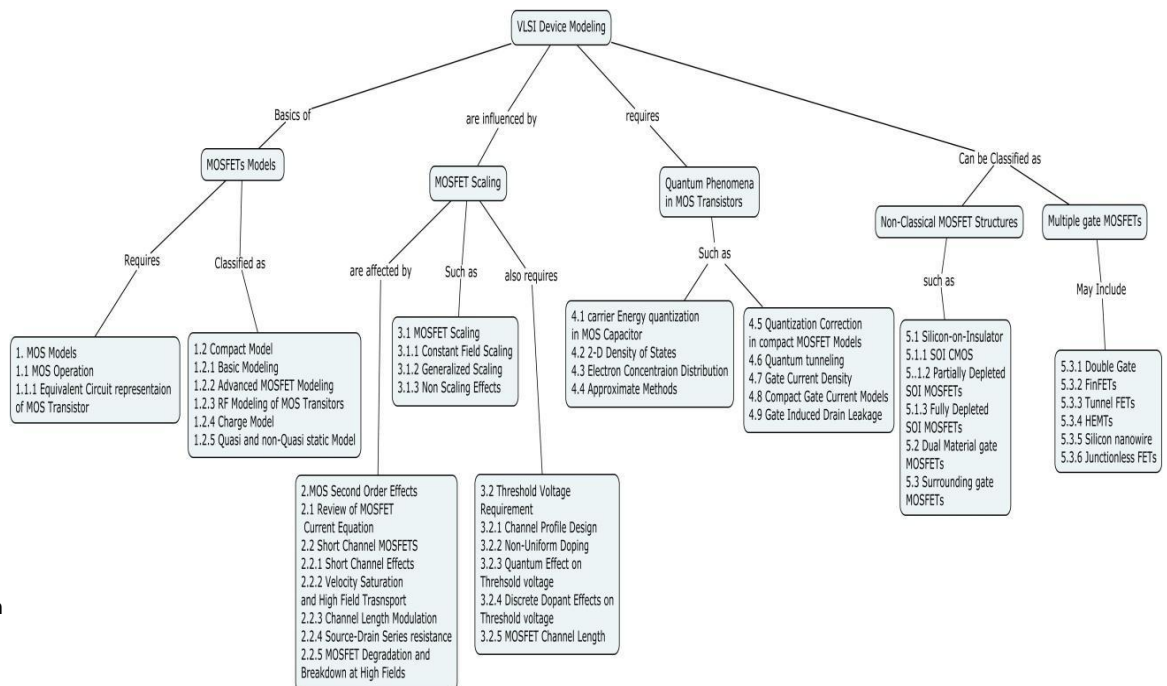 VLSI Device Modeling
Basics of
are influenced by
requires
Can be Classified as
MOSFETs Models
MOSFET Scaling
Quantum Phenomena
in MOS Transistors
Non-Classical MOSFET Structures
Multiple gate MOSFETs
Requires
Classified as
are affected by
Such as
also requires
Such as
such as
May Include
1. MOS Models
1.1 MOS Operation
1.1.1 Equivalent Circuit representaion
of MOS Transistor
1.2 Compact Model
1.2.1 Basic Modeling
1.2.2 Advanced MOSFET Modeling
1.2.3 RF Modeling of MOS Transitors
1.2.4 Charge Model
1.2.5 Quasi and non-Quasi static Model
3.1 MOSFET Scaling
3.1.1 Constant Field Scaling
3.1.2 Generalized Scaling
3.1.3 Non Scaling Effects
4.1 carrier Energy quantization
in MOS Capacitor
4.2 2-D Density of States
4.3 Electron Concentraion Distribution
4.4 Approximate Methods
4.5 Quantization Correction
in compact MOSFET Models
4.6 Quantum tunneling
4.7 Gate Current Density
4.8 Compact Gate Current Models
4.9 Gate Induced Drain Leakage
5.1 Silicon-on-Insulator
5.1.1 SOI CMOS
5..1.2 Partially Depleted
SOI MOSFETs
5.1.3 Fully Depleted
SOI MOSFETs
5.2 Dual Material gate
MOSFETs
5.3 Surrounding gate
MOSFETs
5.3.1 Double Gate
5.3.2 FinFETs
5.3.3 Tunnel FETs
5.3.4 HEMTs
5.3.5 Silicon nanowire
5.3.6 Junctionless FETs
2.MOS Second Order Effects
2.1 Review of MOSFET
Current Equation
2.2 Short Channel MOSFETS
2.2.1 Short Channel Effects
2.2.2 Velocity Saturation
and High Field Trasnsport
2.2.3 Channel Length Modulation
2.2.4 Source-Drain Series resistance
2.2.5 MOSFET Degradation and
Breakdown at High Fields
3.2 Threshold Voltage
Requirement
3.2.1 Channel Profile Design
3.2.2 Non-Uniform Doping
3.2.3 Quantum Effect on
Threhsold voltage
3.2.4 Discrete Dopant Effects on
Threshold voltage
3.2.5 MOSFET Channel Length